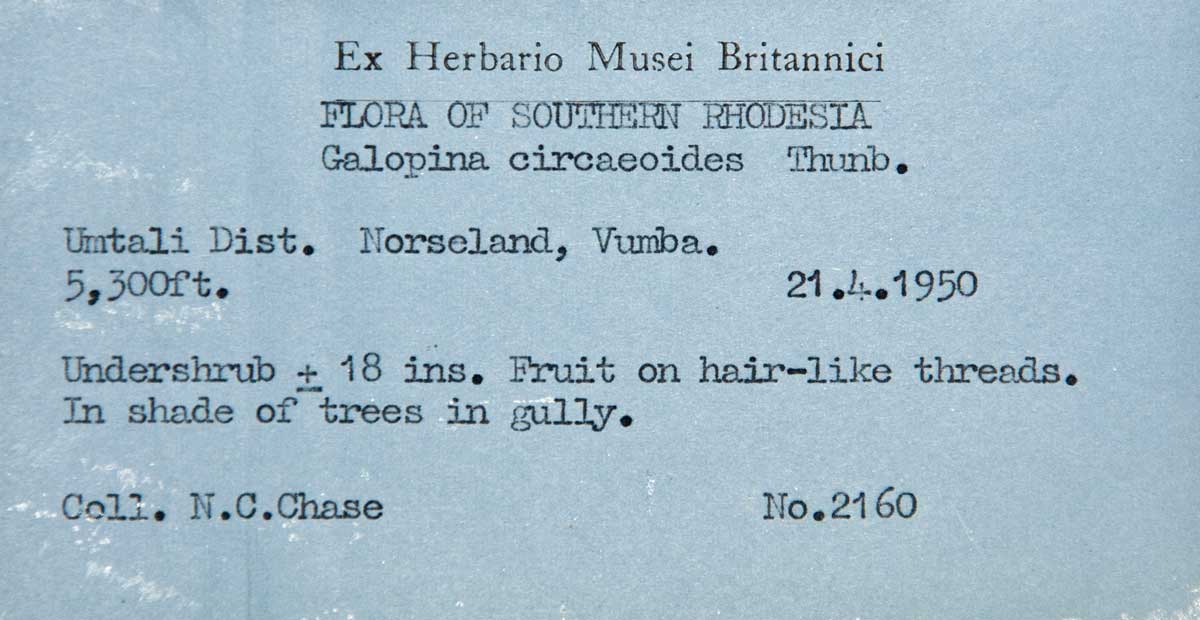 Ex Herbario Musei Britannici
FLORA OF SOUTHERN RHODESIA
Galopina circaeoides Thunb.
Umtali Dist. Norseland, Vumba.
5,300ft. 21.4.1950
Undershrub ± 18 ins. Fruit on hair-like threads.
In shade of trees in gully.
Coll. N.C.Chase No.2160